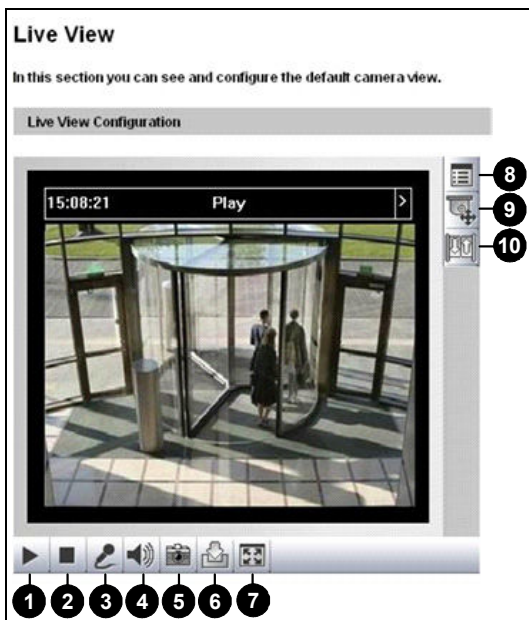 Live View
In this section you can see and configure the default camera view.
Live View Configuration
15:08:21 Play >
8
9
10
1 2 3 4 5 6 7